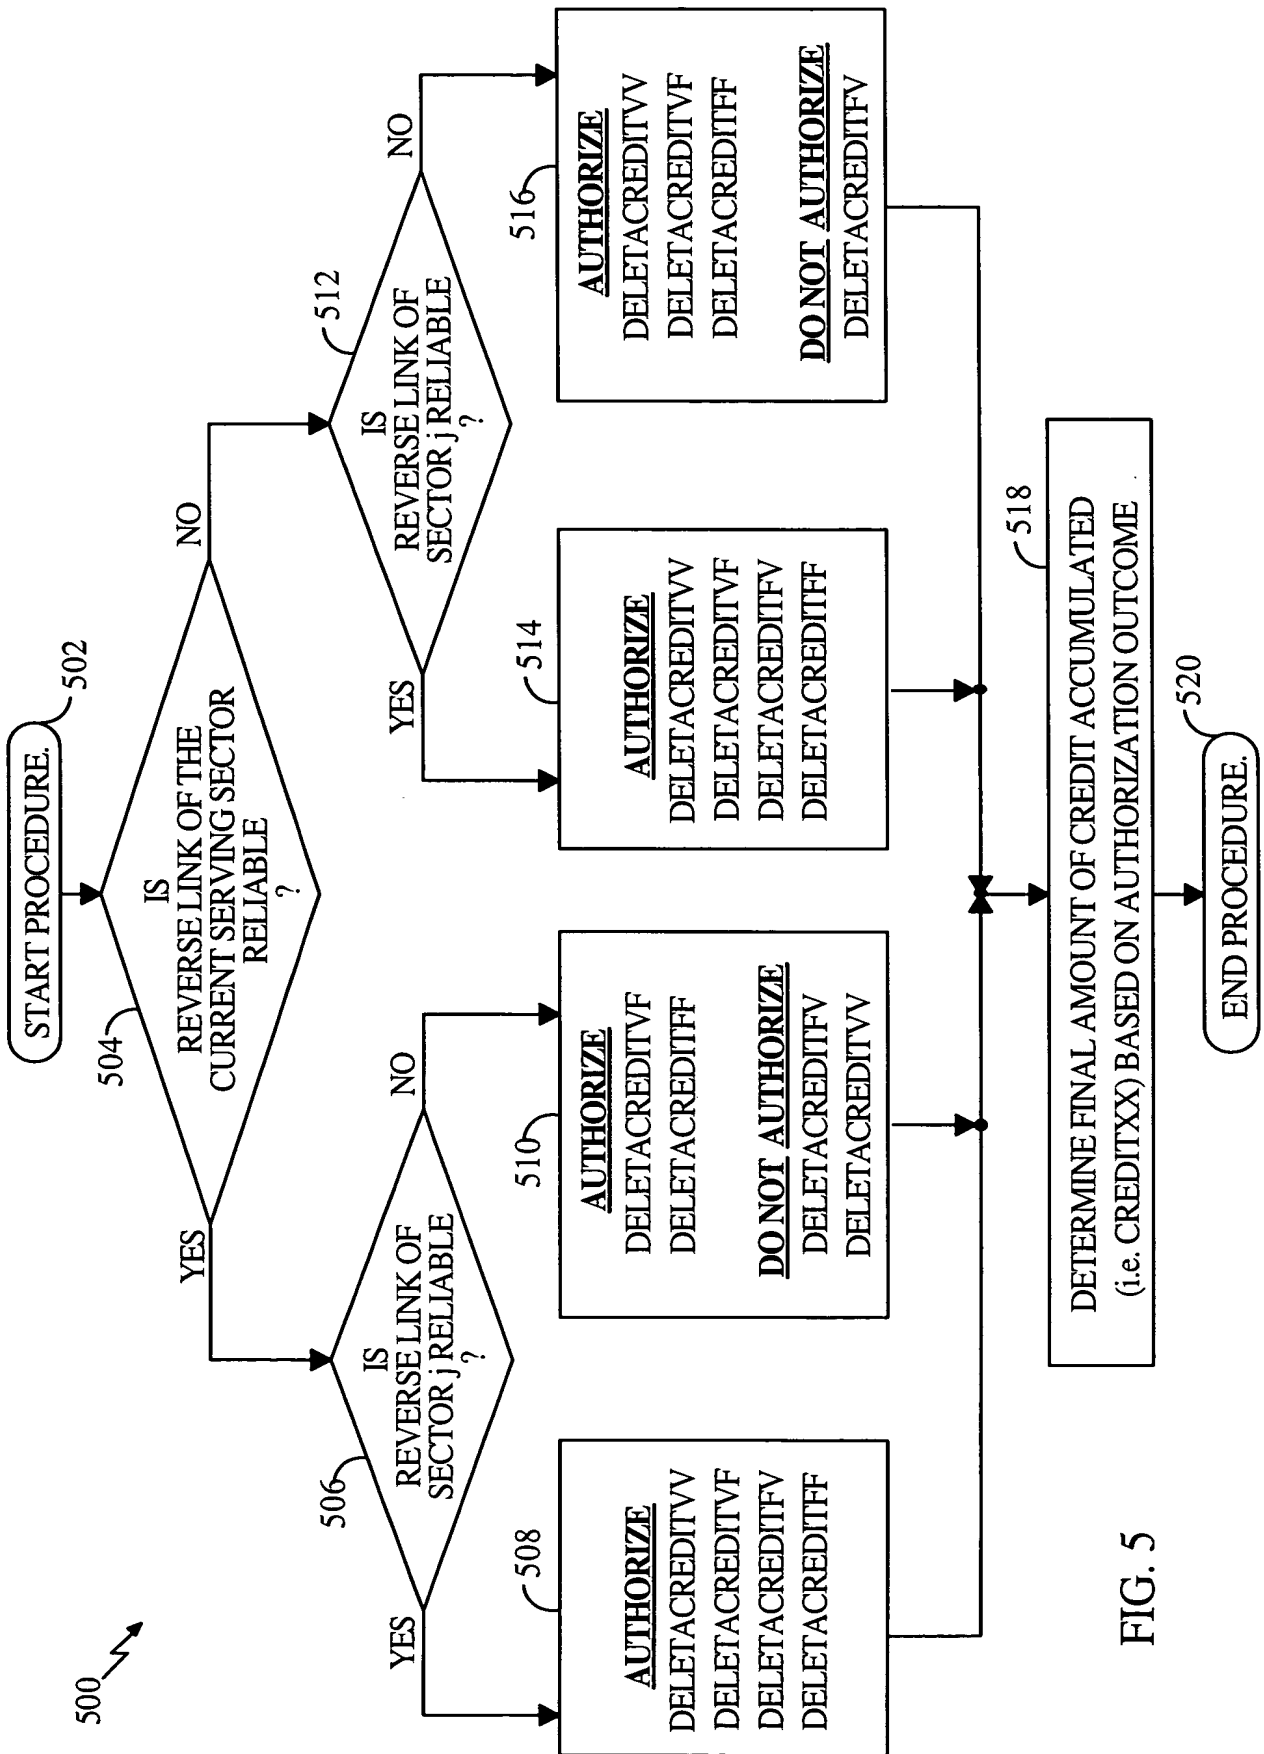 500
START PROCEDURE.
502
504
IS
REVERSE LINK OF THE
CURRENT SERVING SECTOR
RELIABLE
?
YES
NO
506
IS
REVERSE LINK OF
SECTOR j RELIABLE
?
YES
NO
512
IS
REVERSE LINK OF
SECTOR j RELIABLE
?
YES
NO
508
AUTHORIZE
DELETACREDITVV
DELETACREDITVF
DELETACREDITFV
DELETACREDITFF
510
AUTHORIZE
DELETACREDITVF
DELETACREDITFF
DO NOT AUTHORIZE
DELETACREDITFV
DELETACREDITVV
514
AUTHORIZE
DELETACREDITVV
DELETACREDITVF
DELETACREDITFV
DELETACREDITFF
516
AUTHORIZE
DELETACREDITVV
DELETACREDITVF
DELETACREDITFF
DO NOT AUTHORIZE
DELETACREDITFV
518
DETERMINE FINAL AMOUNT OF CREDIT ACCUMULATED
(i.e. CREDITXX) BASED ON AUTHORIZATION OUTCOME
520
END PROCEDURE.
FIG. 5